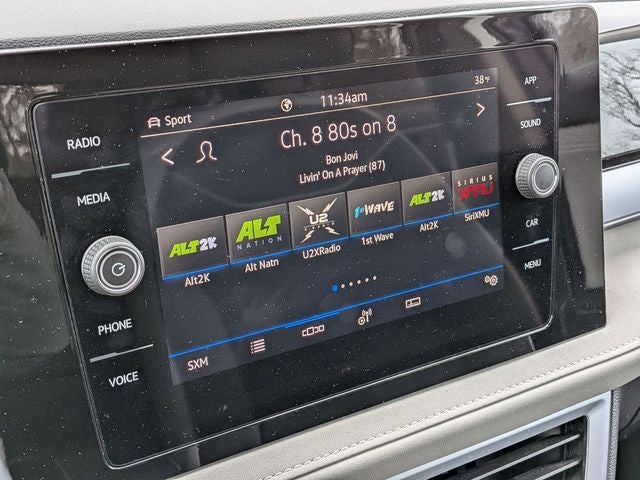 RADIO
MEDIA
PHONE
VOICE
Sport
11:34am
38°F
Ch. 8 80s on 8
Bon Jovi
Livin' On A Prayer (87)
ALT2K
ALT
NATION
U2
1ST WAVE
ALT2K
SIRIUS
XMU
Alt2K
Alt Natn
U2XRadio
1st Wave
Alt2K
SiriXMU
SXM
APP
SOUND
CAR
MENU